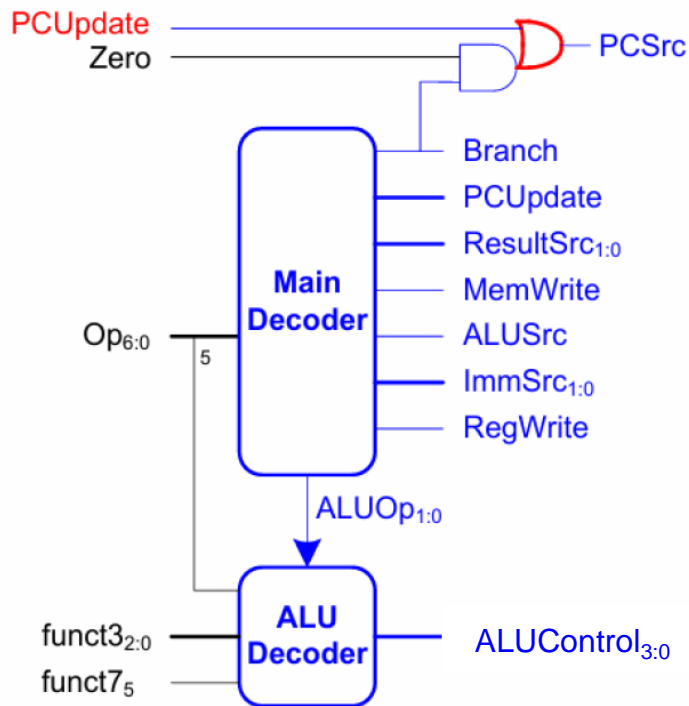 PCUpdate
Zero
PCSrc
Branch
PCUpdate
ResultSrc1:0
MemWrite
ALUSrc
ImmSrc1:0
RegWrite
Main
Decoder
Op6:0
5
ALUOp1:0
ALU
Decoder
funct32:0
funct75
ALUControl3:0